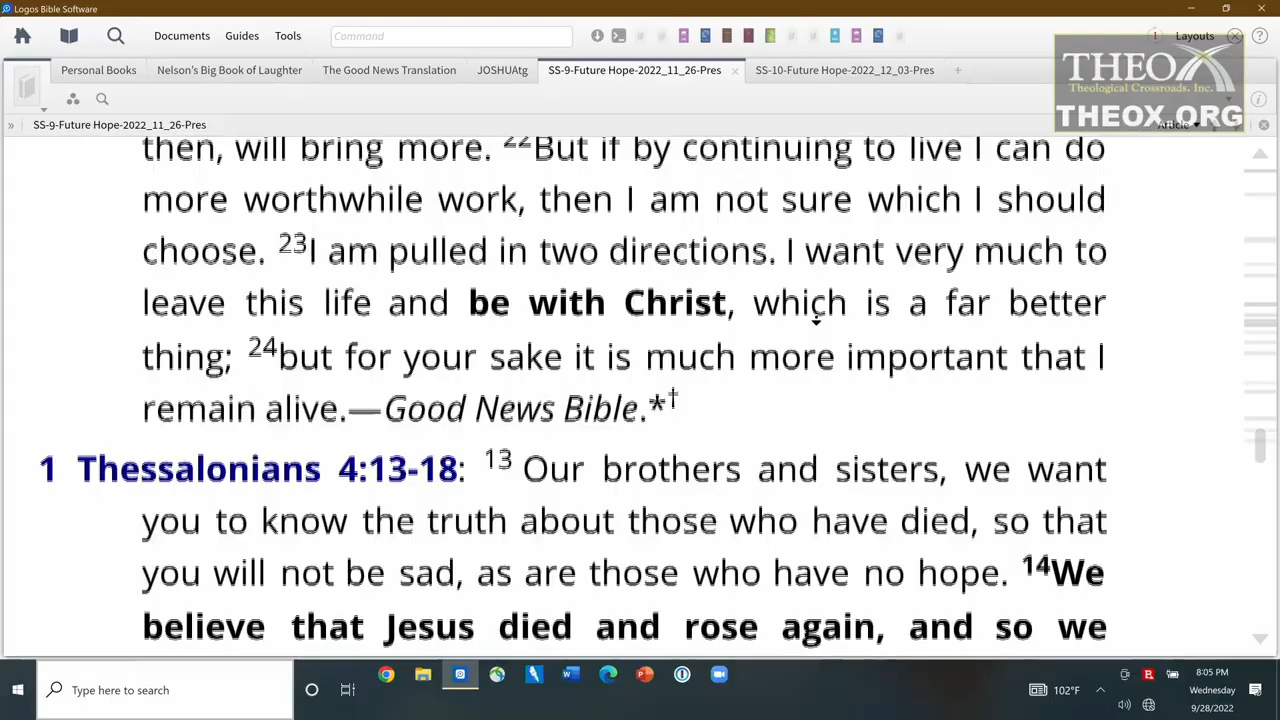 Logos Bible Software
Documents Guides Tools Command Layouts
Personal Books Nelson's Big Book of Laughter The Good News Translation JOSHUAtg SS-9-Future Hope-2022_11_26-Pres SS-10-Future Hope-2022_12_03-Pres
THEOX
Theological Crossroads, Inc.
THEOX.ORG
SS-9-Future Hope-2022_11_26-Pres Article
then, will bring more. 22But if by continuing to live I can do
more worthwhile work, then I am not sure which I should
choose. 23I am pulled in two directions. I want very much to
leave this life and be with Christ, which is a far better
thing; 24but for your sake it is much more important that I
remain alive.—Good News Bible.*†
1 Thessalonians 4:13-18: 13 Our brothers and sisters, we want
you to know the truth about those who have died, so that
you will not be sad, as are those who have no hope. 14We
believe that Jesus died and rose again, and so we
Type here to search
102°F
8:05 PM
Wednesday
9/28/2022